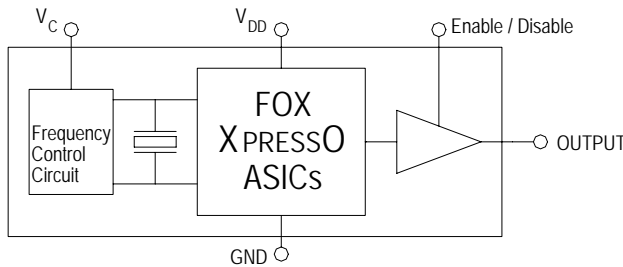 V_C
V_DD
Enable / Disable
Frequency
Control
Circuit
FOX
XPRESSO
ASICs
OUTPUT
GND